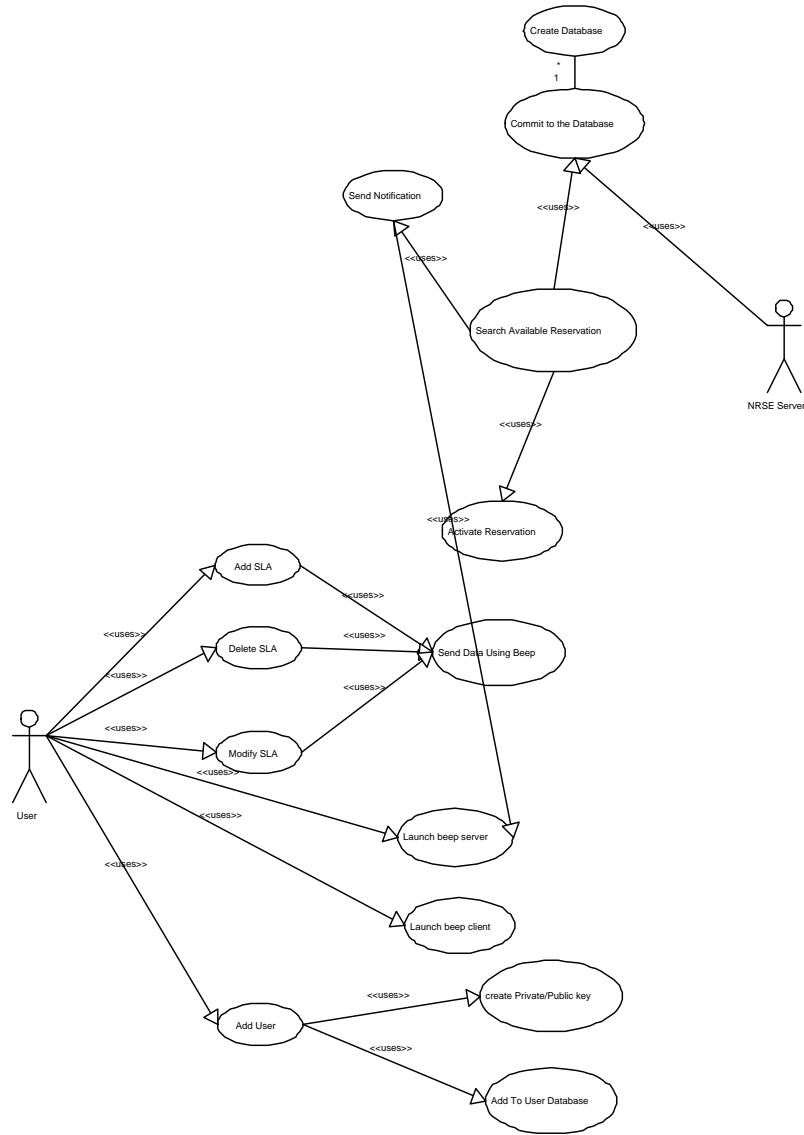 Create Database
*
1
Commit to the Database
Send Notification
<<uses>>
<<uses>>
<<uses>>
Search Available Reservation
NRSE Server
<<uses>>
<<uses>>
Activate Reservation
Add SLA
<<uses>>
<<uses>>
Delete SLA
<<uses>>
Send Data Using Beep
<<uses>>
<<uses>>
User
<<uses>>
Modify SLA
<<uses>>
<<uses>>
Launch beep server
<<uses>>
Launch beep client
<<uses>>
Add User
<<uses>>
create Private/Public key
<<uses>>
Add To User Database